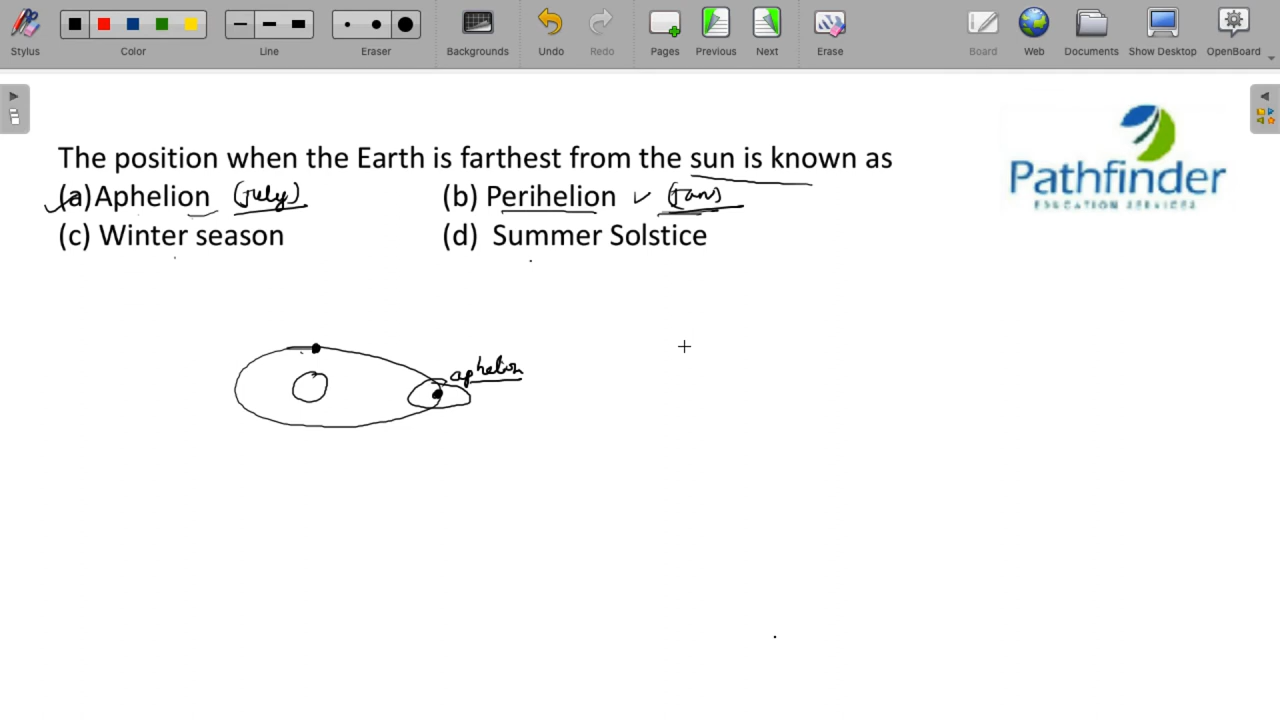 Stylus
Color
Line
Eraser
Backgrounds
Undo
Redo
Pages
Previous
Next
Erase
Board
Web
Documents
Show Desktop
OpenBoard
The position when the Earth is farthest from the sun is known as
(a)Aphelion (July) (b) Perihelion (Jan)
(c) Winter season (d) Summer Solstice
Pathfinder
EDUCATION SERVICES
aphelion